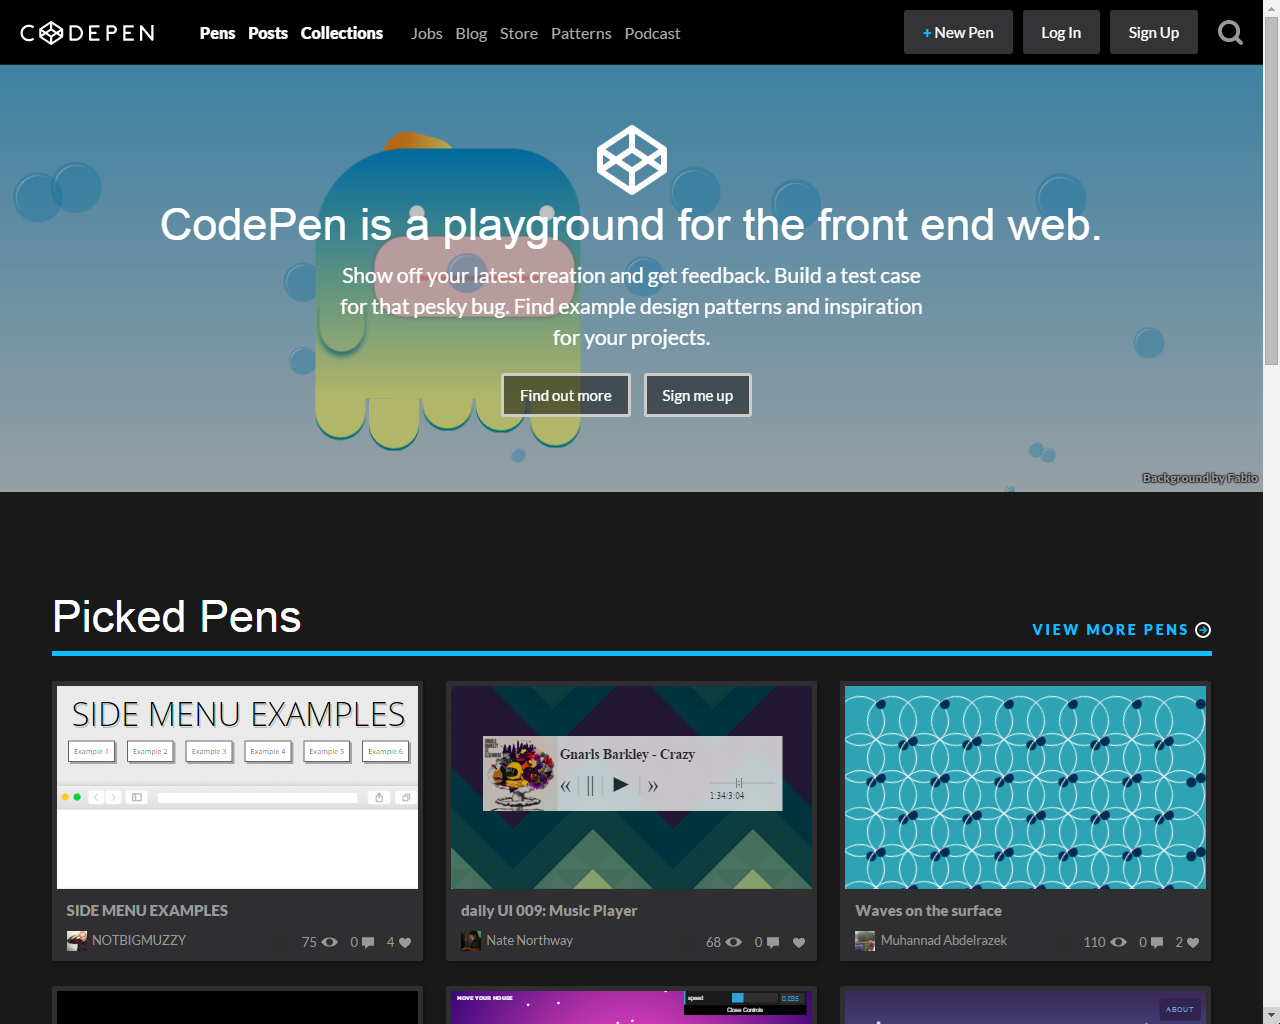 CODEPEN Pens Posts Collections Jobs Blog Store Patterns Podcast + New Pen Log In Sign Up
CodePen is a playground for the front end web.
Show off your latest creation and get feedback. Build a test case
for that pesky bug. Find example design patterns and inspiration
for your projects.
Find out more Sign me up
Background by Fabio
Picked Pens
VIEW MORE PENS
SIDE MENU EXAMPLES
Example 1 Example 2 Example 3 Example 4 Example 5 Example 6
SIDE MENU EXAMPLES
NOTBIGMUZZY 75 0 4
Gnarls Barkley - Crazy
1:34/3:04
daily UI 009: Music Player
Nate Northway 68 0
Waves on the surface
Muhannad Abdelrazek 110 0 2
MOVE YOUR MOUSE
speed 0.035
Close Controls
ABOUT